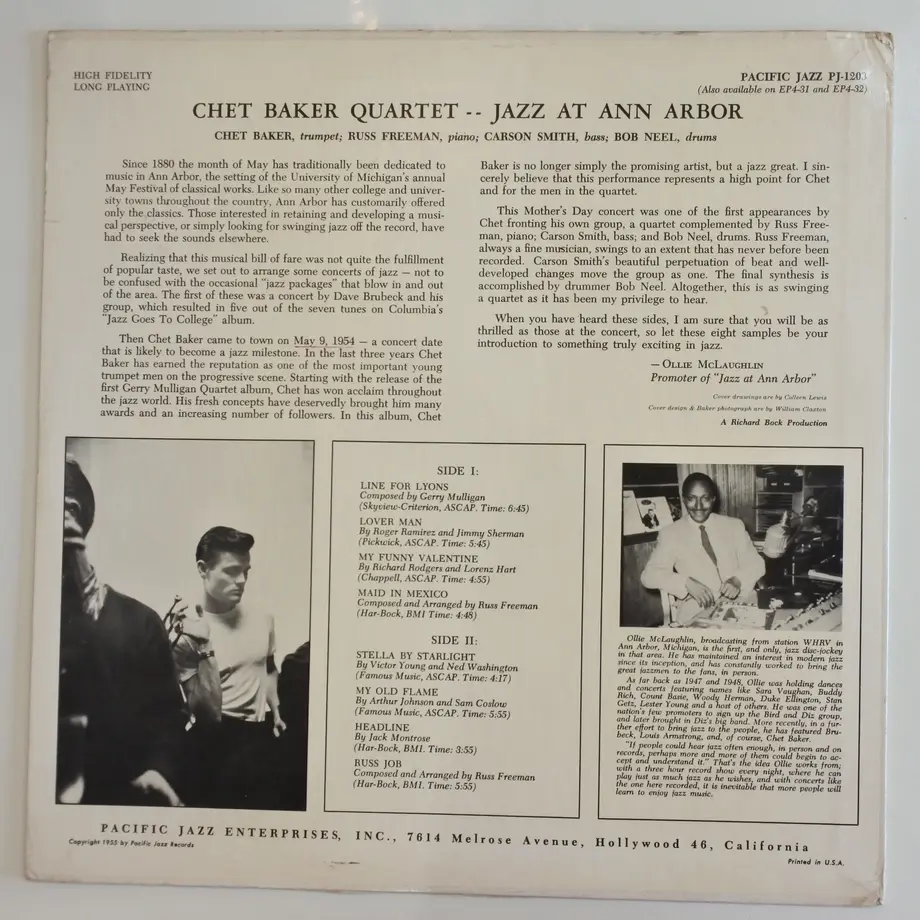 HIGH FIDELITY
LONG PLAYING
PACIFIC JAZZ PJ-1203
(Also available on EP4-31 and EP4-32)
CHET BAKER QUARTET -- JAZZ AT ANN ARBOR
CHET BAKER, trumpet; RUSS FREEMAN, piano; CARSON SMITH, bass; BOB NEEL, drums
Since 1880 the month of May has traditionally been dedicated to
music in Ann Arbor, the setting of the University of Michigan's annual
May Festival of classical works. Like so many other college and univer-
sity towns throughout the country, Ann Arbor has customarily offered
only the classics. Those interested in retaining and developing a musi-
cal perspective, or simply looking for swinging jazz off the record, have
had to seek the sounds elsewhere.
Realizing that this musical bill of fare was not quite the fulfillment
of popular taste, we set out to arrange some concerts of jazz — not to
be confused with the occasional "jazz packages" that blow in and out
of the area. The first of these was a concert by Dave Brubeck and his
group, which resulted in five out of the seven tunes on Columbia's
"Jazz Goes To College" album.
Then Chet Baker came to town on May 9, 1954 — a concert date
that is likely to become a jazz milestone. In the last three years Chet
Baker has earned the reputation as one of the most important young
trumpet men on the progressive scene. Starting with the release of the
first Gerry Mulligan Quartet album, Chet has won acclaim throughout
the jazz world. His fresh concepts have deservedly brought him many
awards and an increasing number of followers. In this album, Chet
Baker is no longer simply the promising artist, but a jazz great. I sin-
cerely believe that this performance represents a high point for Chet
and for the men in the quartet.
This Mother's Day concert was one of the first appearances by
Chet fronting his own group, a quartet complemented by Russ Free-
man, piano; Carson Smith, bass; and Bob Neel, drums. Russ Freeman,
always a fine musician, swings to an extent that has never before been
recorded. Carson Smith's beautiful perpetuation of beat and well-
developed changes move the group as one. The final synthesis is
accomplished by drummer Bob Neel. Altogether, this is as swinging
a quartet as it has been my privilege to hear.
When you have heard these sides, I am sure that you will be as
thrilled as those at the concert, so let these eight samples be your
introduction to something truly exciting in jazz.
— OLLIE MCLAUGHLIN
Promoter of "Jazz at Ann Arbor"
Cover drawings are by Colleen Lewis
Cover design & Baker photograph are by William Claxton
A Richard Bock Production
SIDE I:
LINE FOR LYONS
Composed by Gerry Mulligan
(Skyview-Criterion, ASCAP. Time: 6:45)
LOVER MAN
By Roger Ramirez and Jimmy Sherman
(Pickwick, ASCAP. Time: 5:45)
MY FUNNY VALENTINE
By Richard Rodgers and Lorenz Hart
(Chappell, ASCAP. Time: 4:55)
MAID IN MEXICO
Composed and Arranged by Russ Freeman
(Har-Bock, BMI Time: 4:48)
SIDE II:
STELLA BY STARLIGHT
By Victor Young and Ned Washington
(Famous Music, ASCAP. Time: 4:17)
MY OLD FLAME
By Arthur Johnson and Sam Coslow
(Famous Music, ASCAP. Time: 5:55)
HEADLINE
By Jack Montrose
(Har-Bock, BMI. Time: 3:55)
RUSS JOB
Composed and Arranged by Russ Freeman
(Har-Bock, BMI. Time: 5:55)
Ollie McLaughlin, broadcasting from station WHRV in
Ann Arbor, Michigan, is the first, and only, jazz disc-jockey
in that area. He has maintained an interest in modern jazz
since its inception, and has constantly worked to bring the
great jazzmen to the fans, in person.
As far back as 1947 and 1948, Ollie was holding dances
and concerts featuring names like Sara Vaughan, Buddy
Rich, Count Basie, Woody Herman, Duke Ellington, Stan
Getz, Lester Young and a host of others. He was one of the
nation's few promoters to sign up the Bird and Diz group,
and later brought in Diz's big band. More recently, in a fur-
ther effort to bring jazz to the people, he has featured Bru-
beck, Louis Armstrong, and, of course, Chet Baker.
"If people could hear jazz often enough, in person and on
records, perhaps more and more of them could begin to ac-
cept and understand it." That's the idea Ollie works from,
with a three hour record show every night, where he can
play just as much jazz as he wishes, and with concerts like
the one here recorded, it is inevitable that more people will
learn to enjoy jazz music.
PACIFIC JAZZ ENTERPRISES, INC., 7614 Melrose Avenue, Hollywood 46, California
Copyright 1955 by Pacific Jazz Records
Printed in U.S.A.